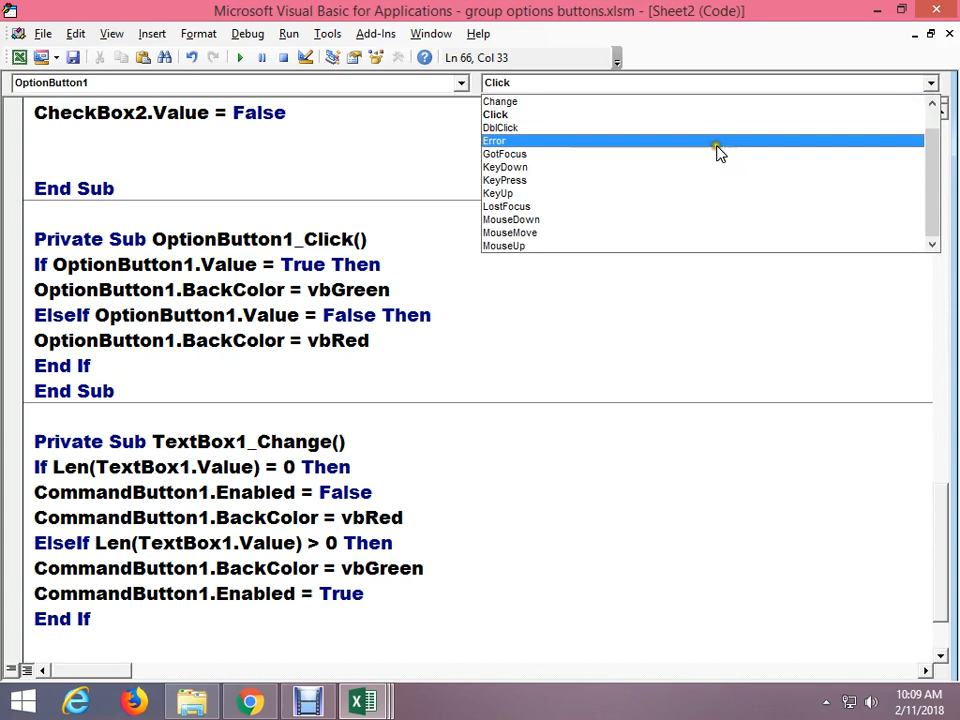 Microsoft Visual Basic for Applications - group options buttons.xlsm - [Sheet2 (Code)]
File Edit View Insert Format Debug Run Tools Add-Ins Window Help
Ln 66, Col 33
OptionButton1
Click
Change
Click
DblClick
Error
GotFocus
KeyDown
KeyPress
KeyUp
LostFocus
MouseDown
MouseMove
MouseUp
CheckBox2.Value = False
End Sub
Private Sub OptionButton1_Click()
If OptionButton1.Value = True Then
OptionButton1.BackColor = vbGreen
ElseIf OptionButton1.Value = False Then
OptionButton1.BackColor = vbRed
End If
End Sub
Private Sub TextBox1_Change()
If Len(TextBox1.Value) = 0 Then
CommandButton1.Enabled = False
CommandButton1.BackColor = vbRed
ElseIf Len(TextBox1.Value) > 0 Then
CommandButton1.BackColor = vbGreen
CommandButton1.Enabled = True
End If
10:09 AM
2/11/2018